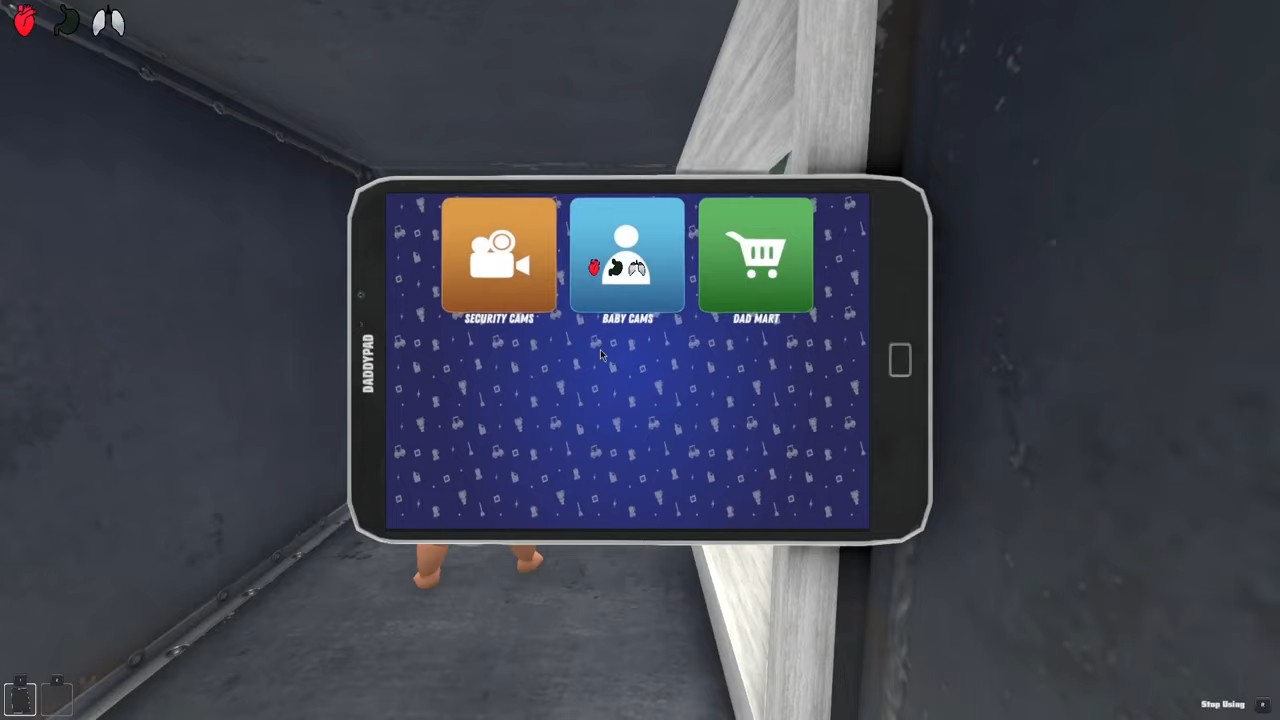 SECURITY CAMS
BABY CAMS
DAD MART
DADDYPAD
Stop Using